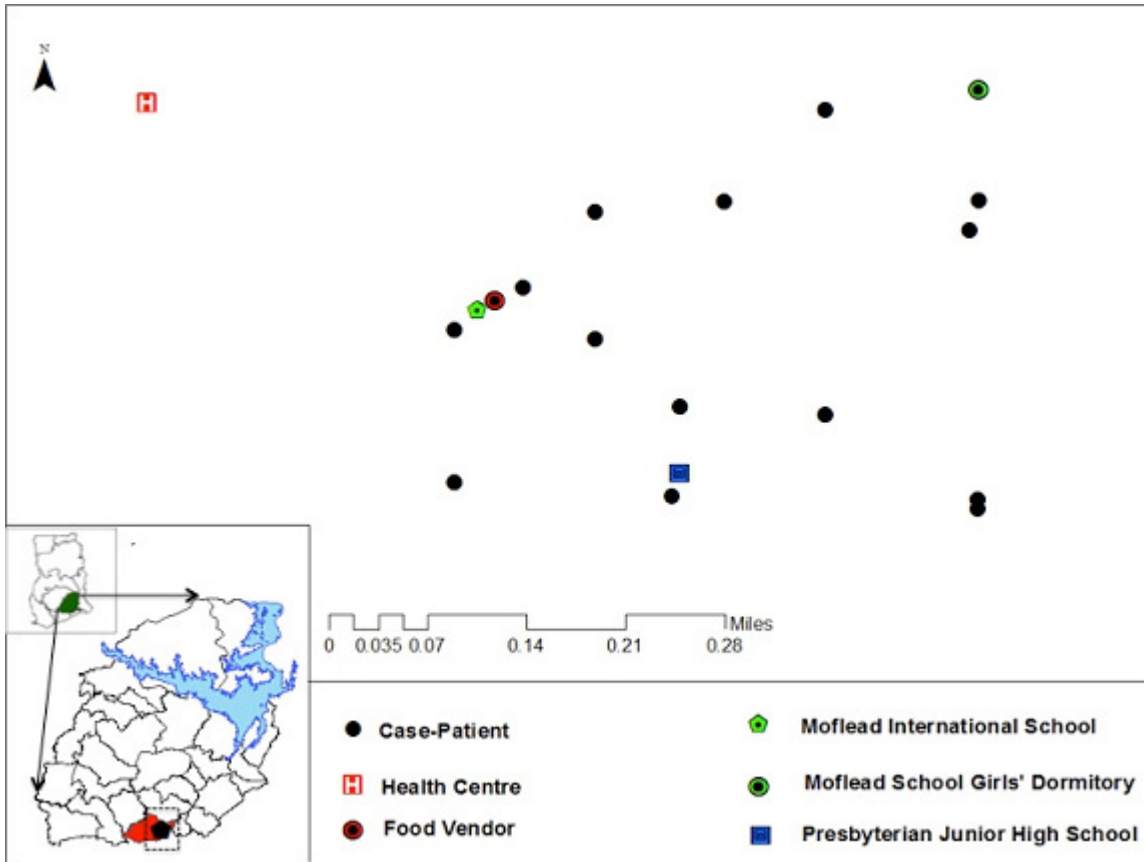 N
H
Miles
0 0.035 0.07 0.14 0.21 0.28
Case-Patient
H Health Centre
Food Vendor
Moflead International School
Moflead School Girls' Dormitory
Presbyterian Junior High School